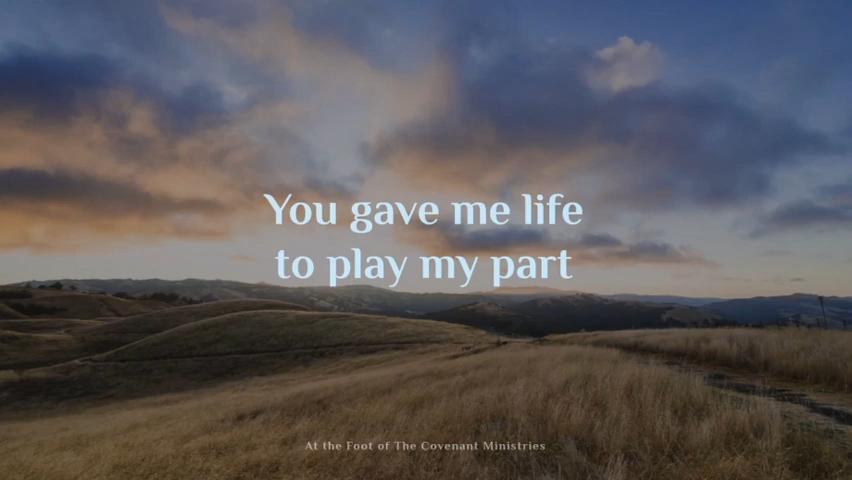 You gave me life
to play my part
At the Foot of The Covenant Ministries